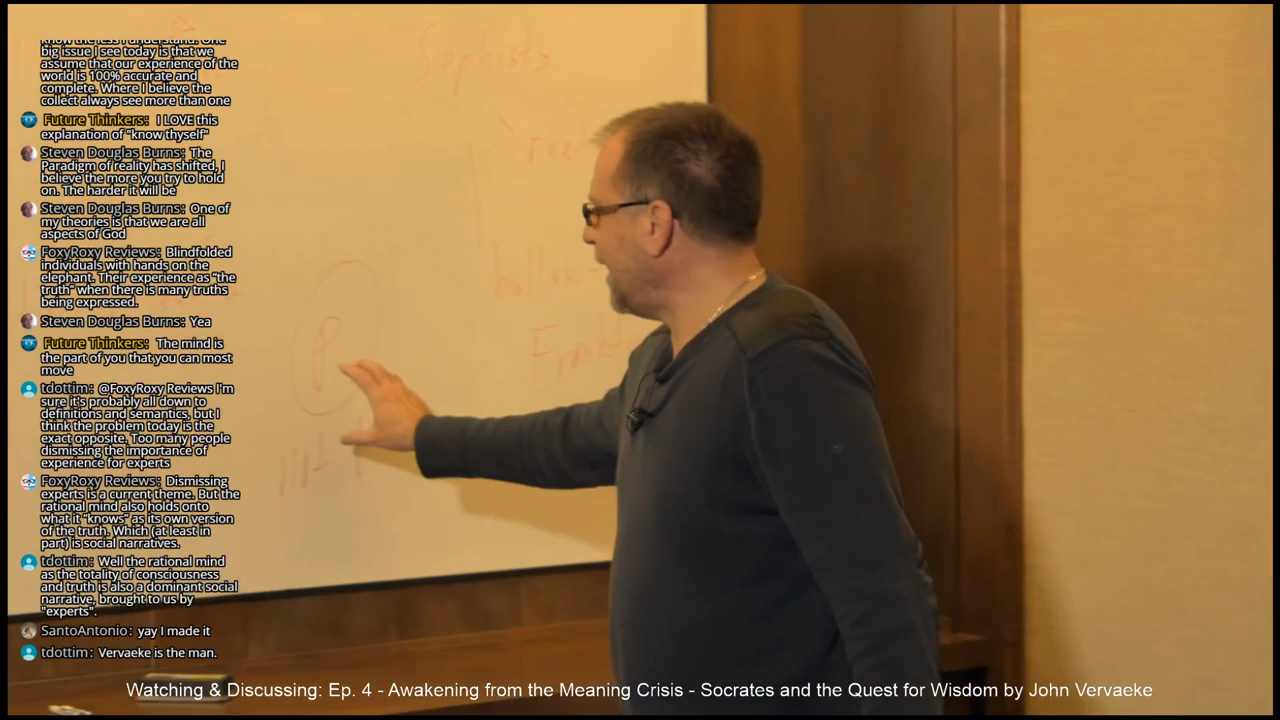 know the less I understand. One
big issue I see today is that we
assume that our experience of the
world is 100% accurate and
complete. Where I believe the
collect always see more than one
Future Thinkers: I LOVE this
explanation of "know thyself"
Steven Douglas Burns: The
Paradigm of reality has shifted, I
believe the more you try to hold
on. The harder it will be
Steven Douglas Burns: One of
my theories is that we are all
aspects of God
FoxyRoxy Reviews: Blindfolded
individuals with hands on the
elephant. Their experience as "the
truth" when there is many truths
being expressed.
Steven Douglas Burns: Yea
Future Thinkers: The mind is
the part of you that you can most
move
tdottim: @FoxyRoxy Reviews I'm
sure it's probably all down to
definitions and semantics, but I
think the problem today is the
exact opposite. Too many people
dismissing the importance of
experience for experts
FoxyRoxy Reviews: Dismissing
experts is a current theme. But the
rational mind also holds onto
what it "knows" as its own version
of the truth. Which (at least in
part) is social narratives.
tdottim: Well the rational mind
as the totality of consciousness
and truth is also a dominant social
narrative, brought to us by
"experts".
SantoAntonio: yay I made it
tdottim: Vervaeke is the man.
Sophists
Watching & Discussing: Ep. 4 - Awakening from the Meaning Crisis - Socrates and the Quest for Wisdom by John Vervaeke